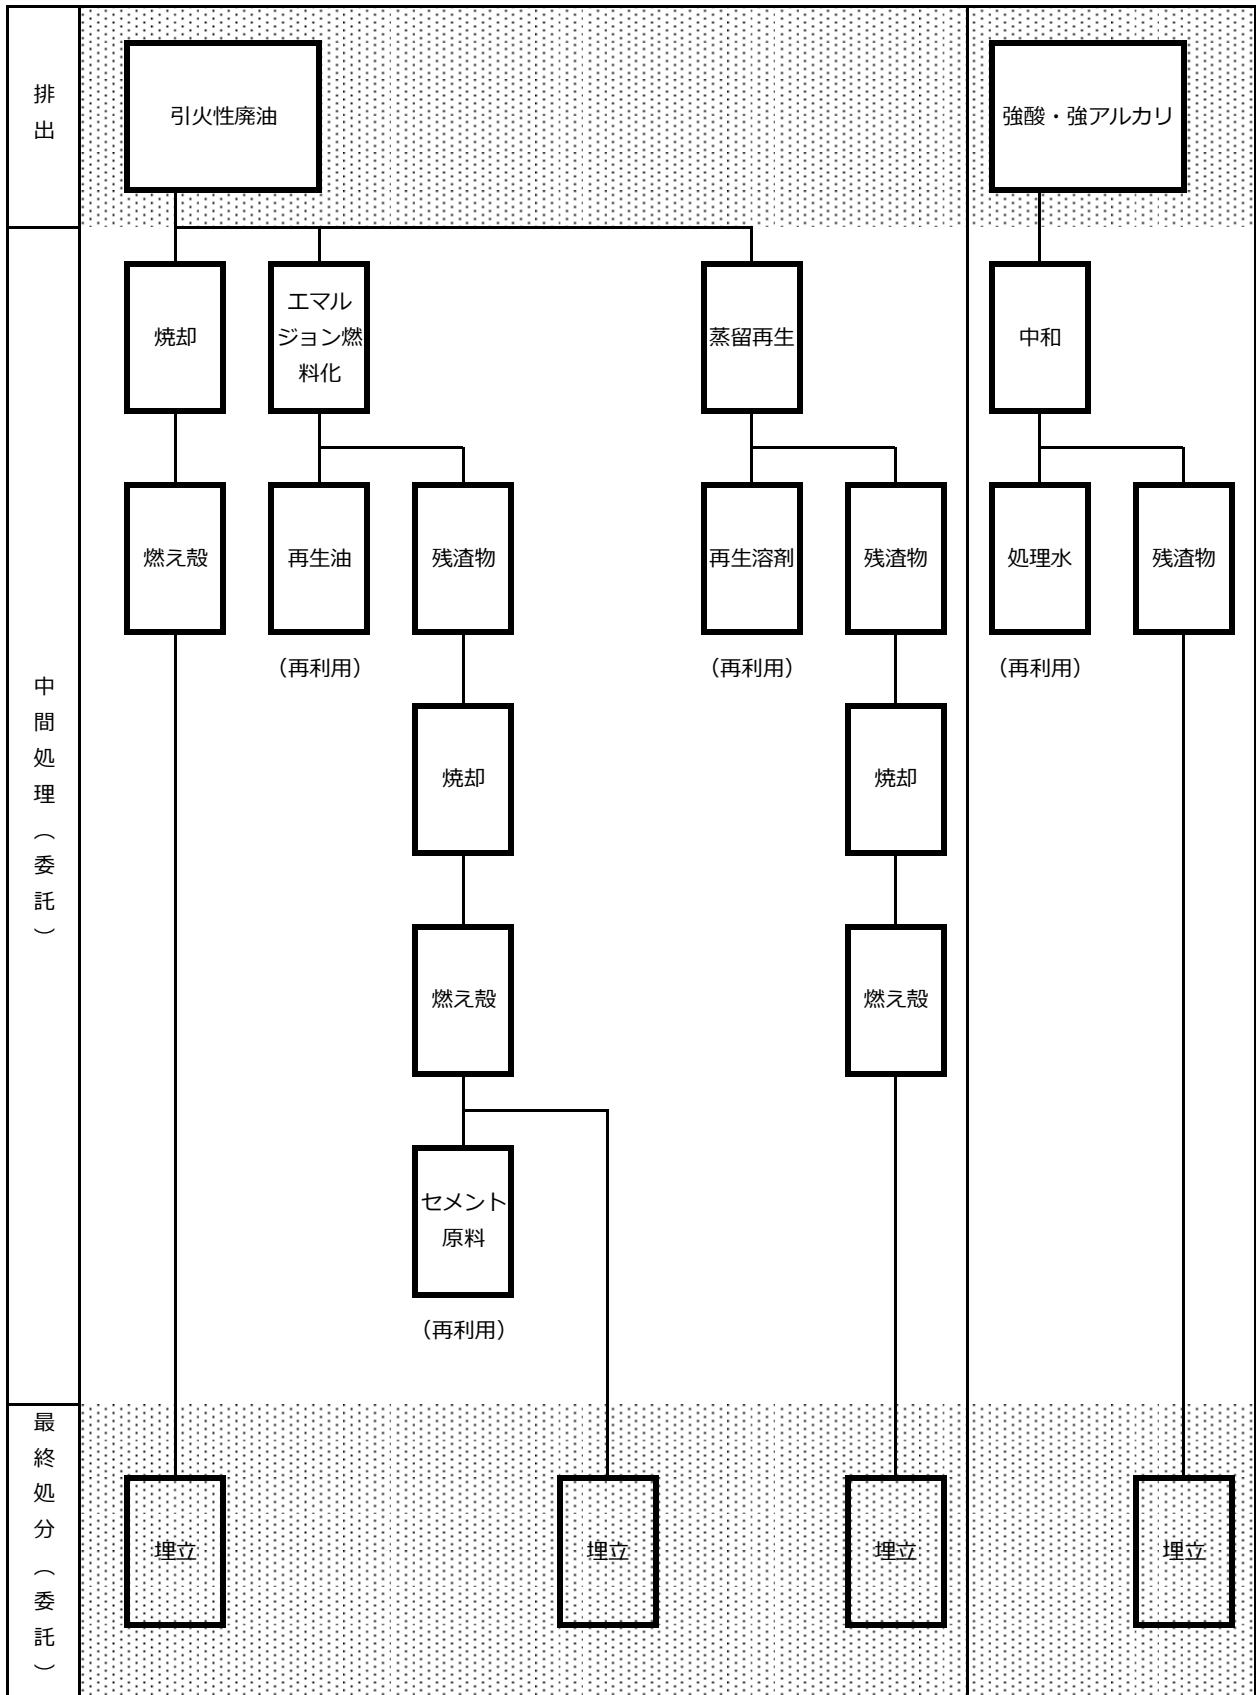 排出
引火性廃油
強酸・強アルカリ
中間処理（委託）
焼却
エマル
ジョン燃
料化
蒸留再生
中和
燃え殻
再生油
残渣物
再生溶剤
残渣物
処理水
残渣物
（再利用）
（再利用）
（再利用）
焼却
焼却
燃え殻
燃え殻
セメント
原料
（再利用）
最終処分（委託）
埋立
埋立
埋立
埋立